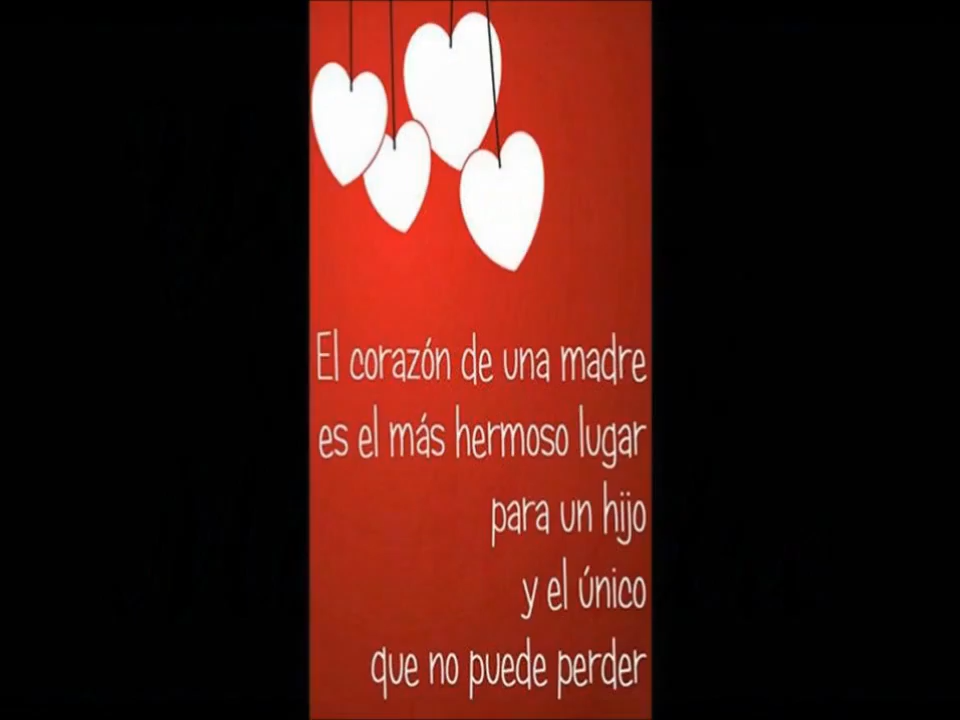 El corazón de una madre
es el más hermoso lugar
para un hijo
y el único
que no puede perder